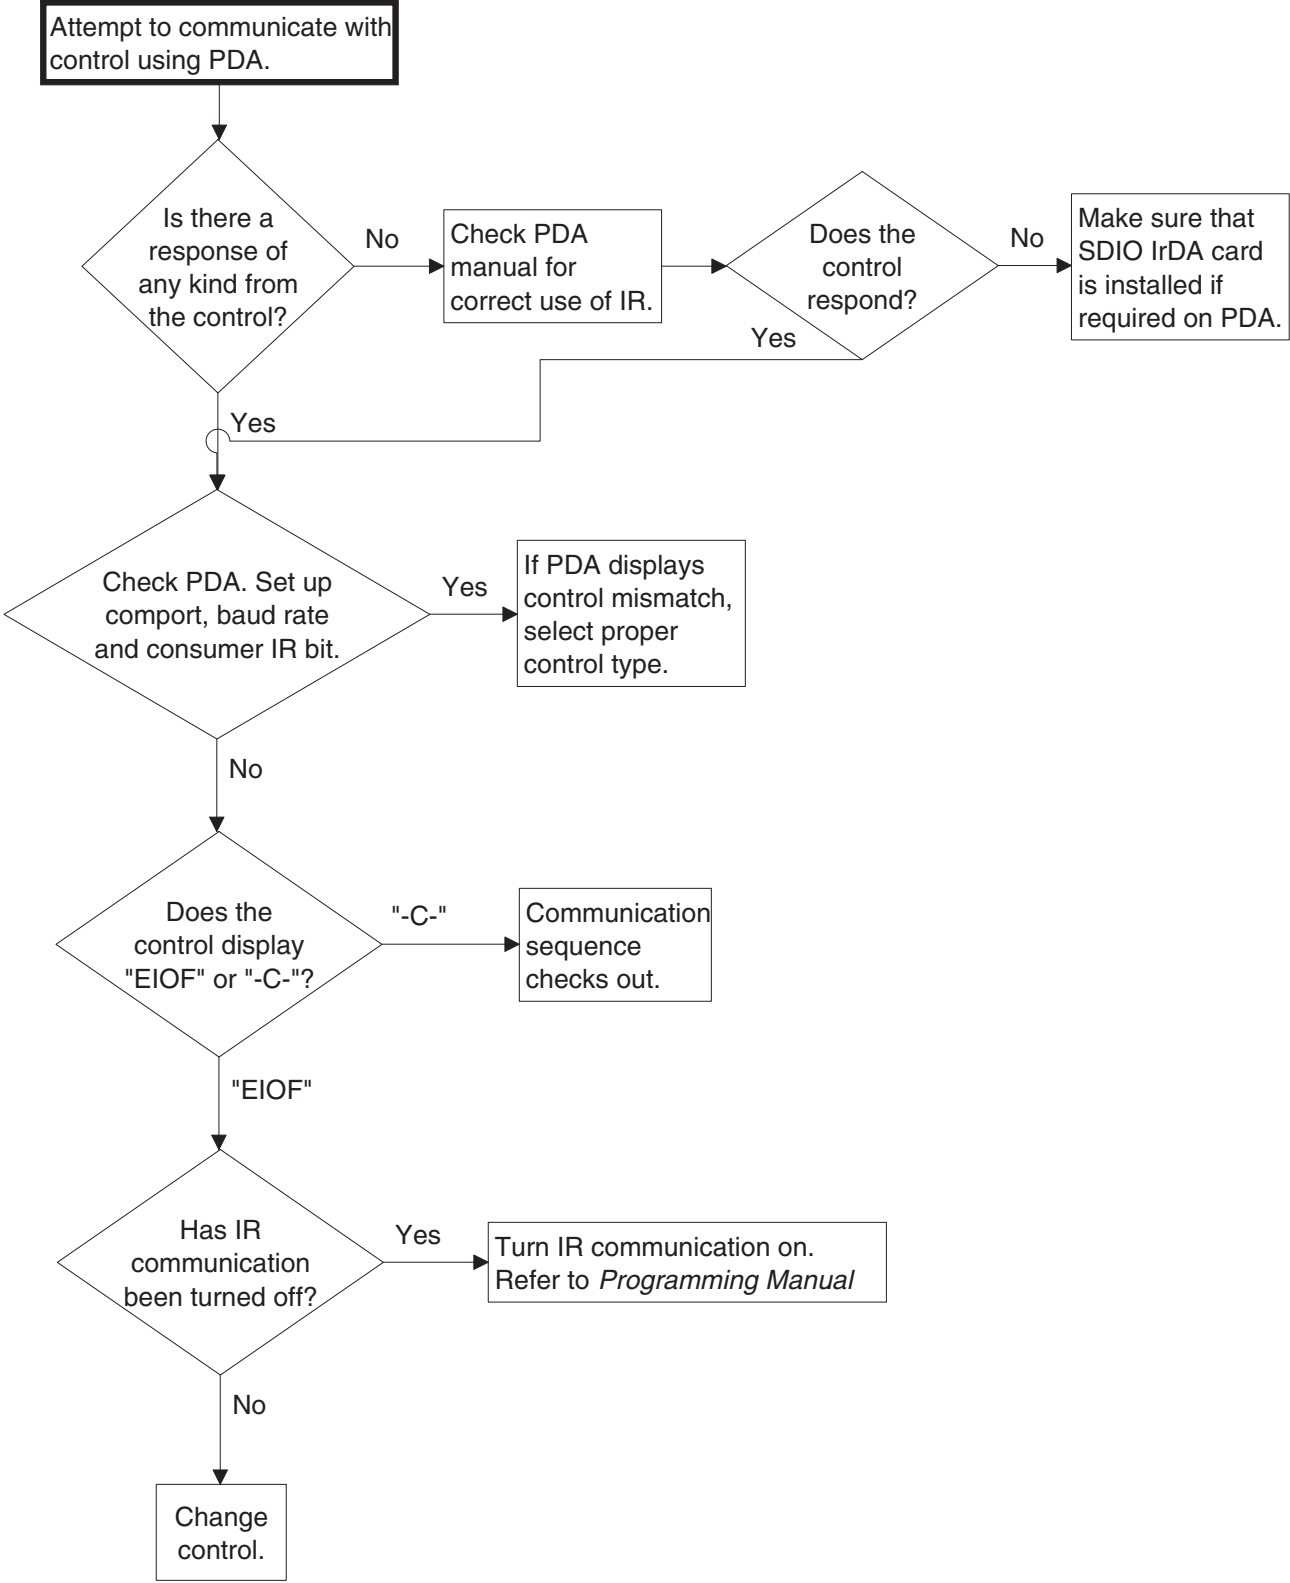 Attempt to communicate with
control using PDA.
Is there a
response of
any kind from
the control?
No
Check PDA
manual for
correct use of IR.
Does the
control
respond?
No
Make sure that
SDIO IrDA card
is installed if
required on PDA.
Yes
Yes
Check PDA. Set up
comport, baud rate
and consumer IR bit.
Yes
If PDA displays
control mismatch,
select proper
control type.
No
Does the
control display
"EIOF" or "-C-"?
"-C-"
Communication
sequence
checks out.
"EIOF"
Has IR
communication
been turned off?
Yes
Turn IR communication on.
Refer to Programming Manual
No
Change
control.